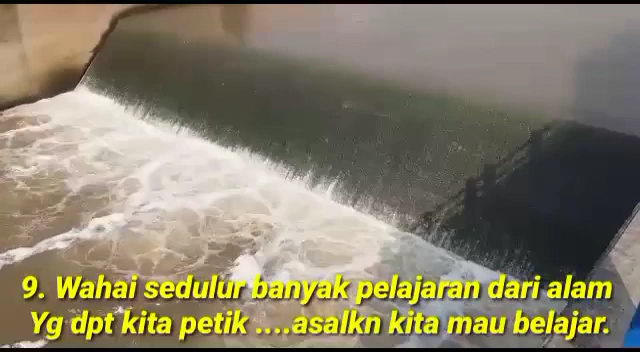 9. Wahai sedulur banyak pelajaran dari alam
Yg dpt kita petik ....asalkn kita mau belajar.